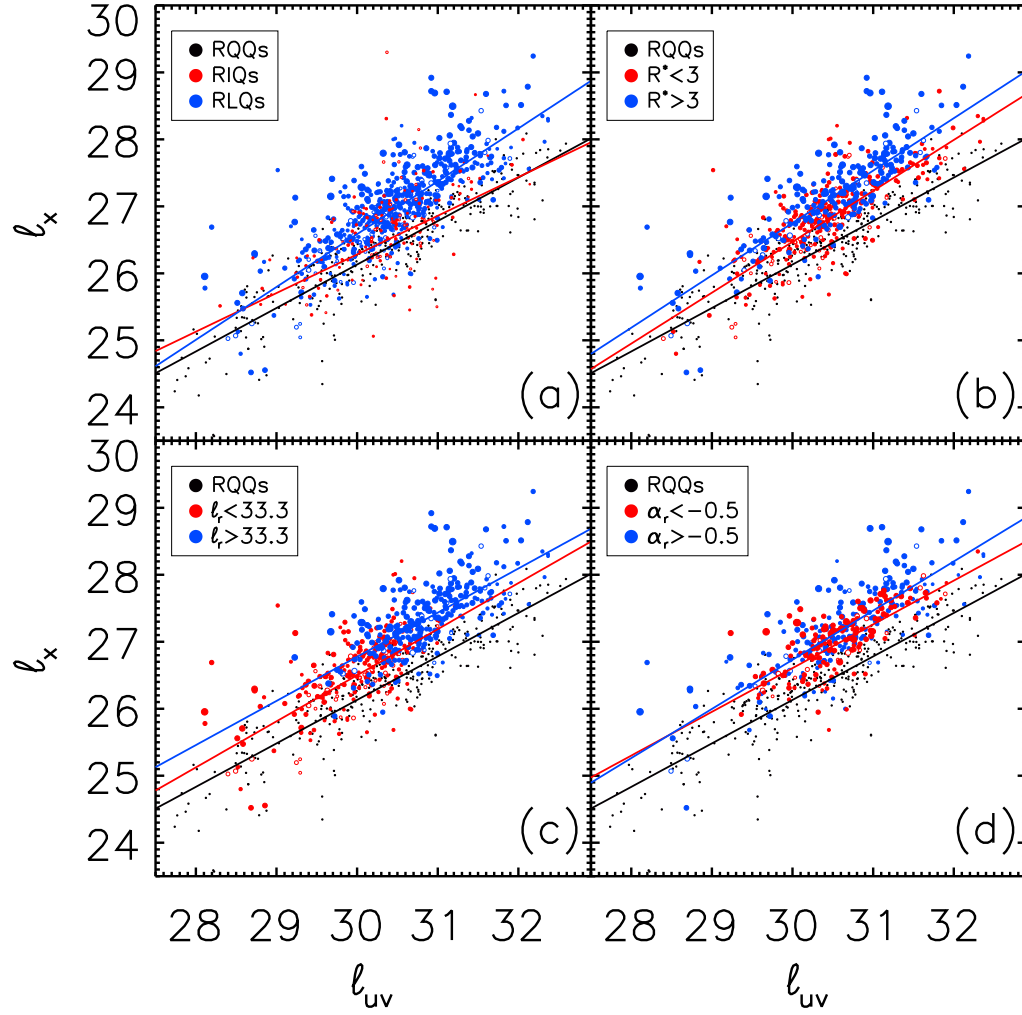 30
29
28
27
26
25
24
ℓx
RQQs
RIQs
RLQs
(a)
RQQs
R*<3
R*>3
(b)
30
29
28
27
26
25
24
ℓx
RQQs
ℓr<33.3
ℓr>33.3
(c)
RQQs
αr<−0.5
αr>−0.5
(d)
28 29 30 31 32
28 29 30 31 32
ℓuv
ℓuv